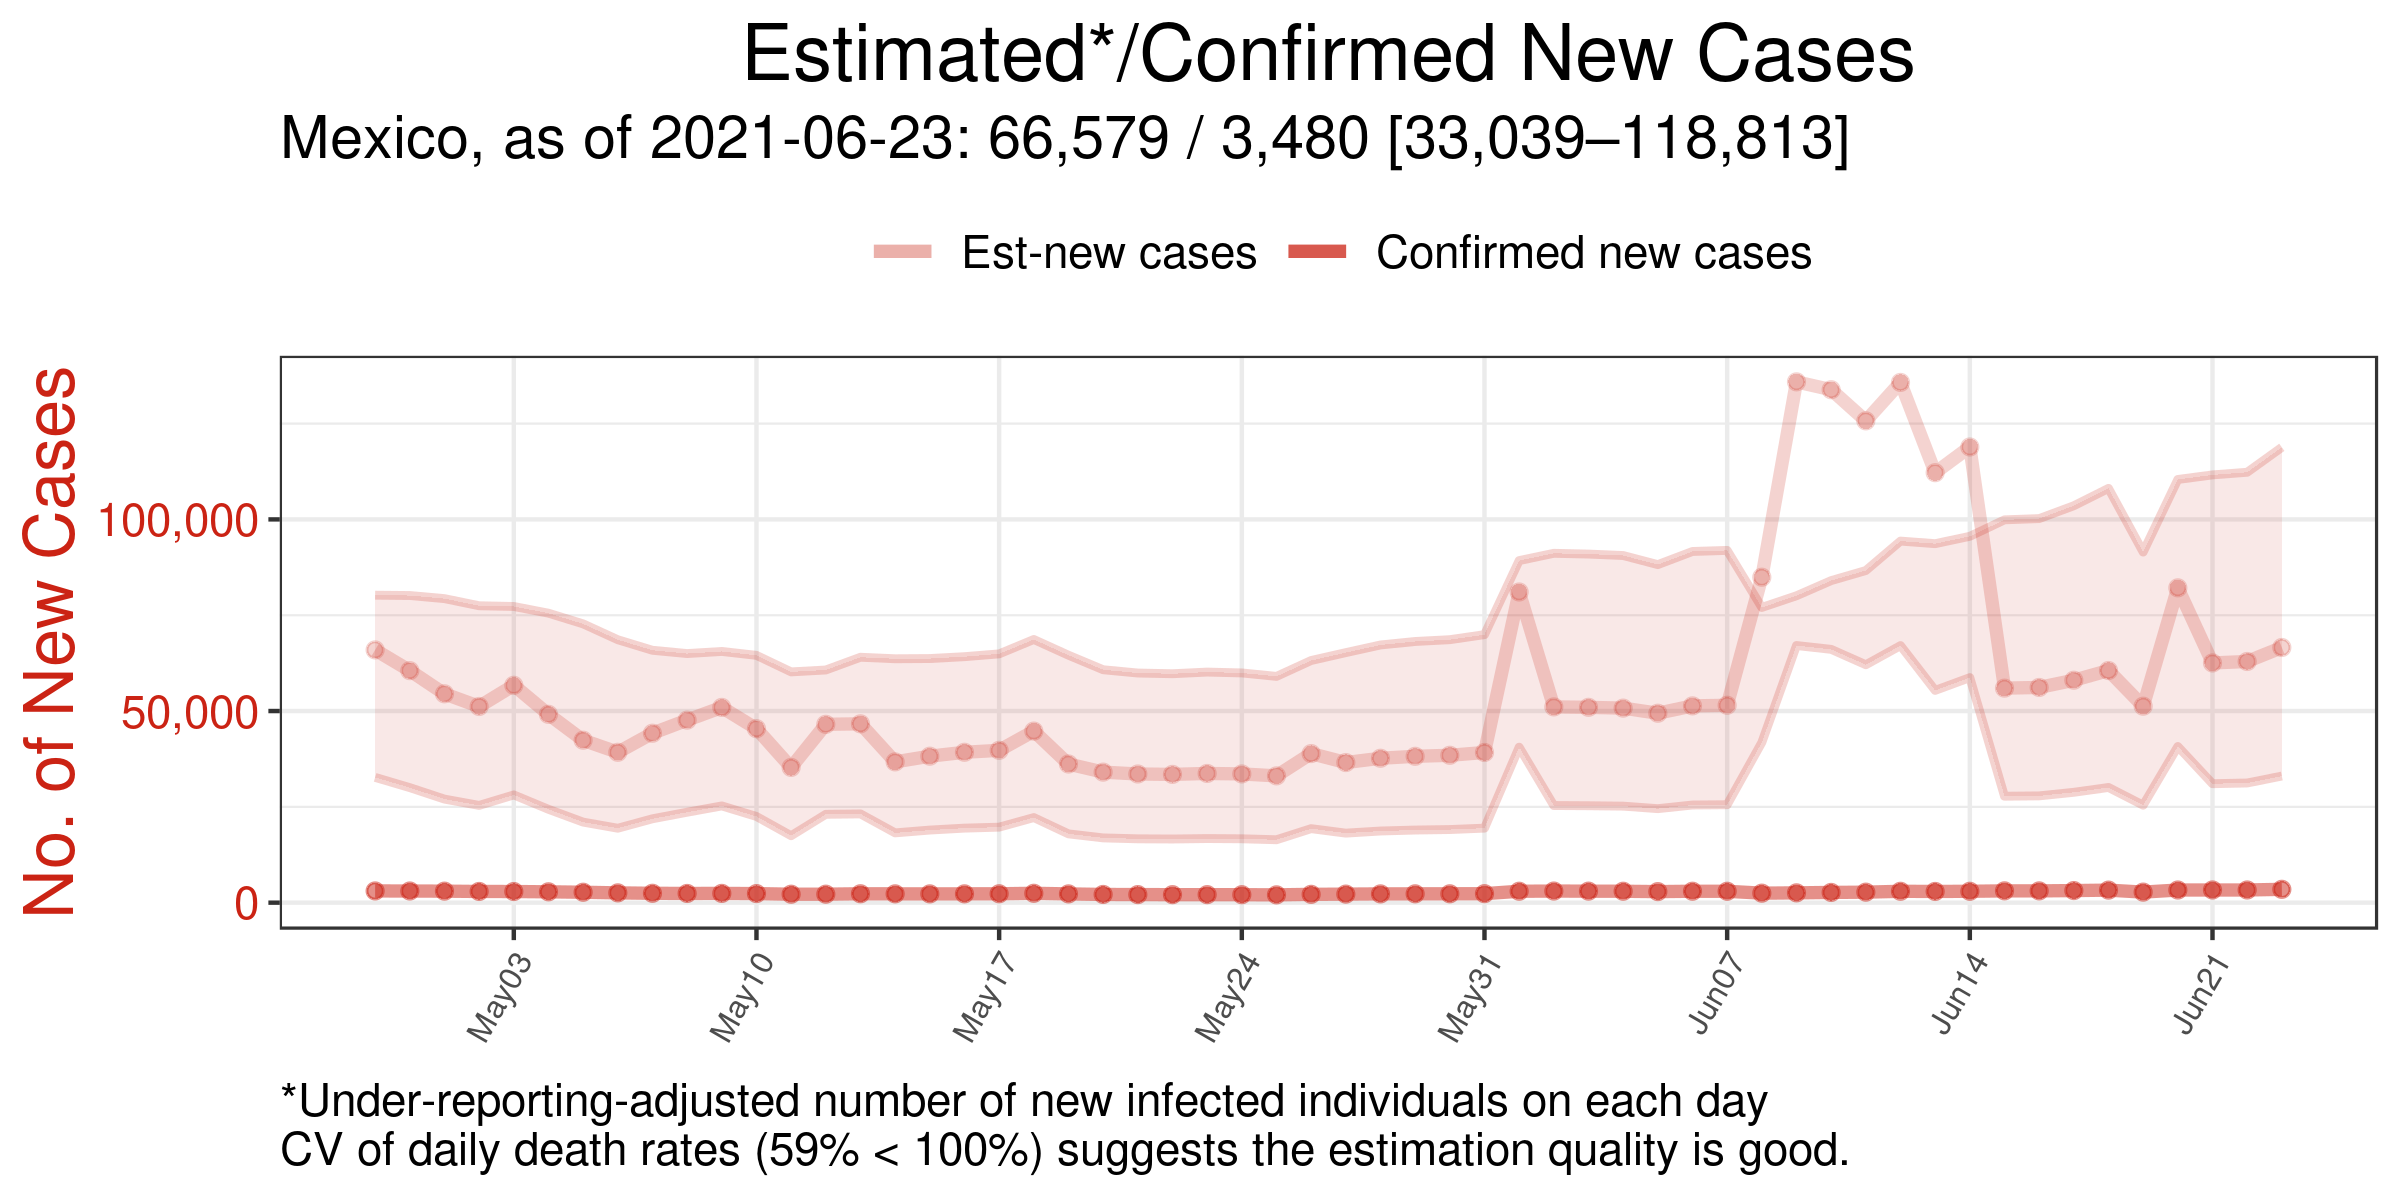 Estimated*/Confirmed New Cases
Mexico, as of 2021-06-23: 66,579 / 3,480 [33,039–118,813]
Est-new cases
Confirmed new cases
No. of New Cases
100,000
50,000
0
May03
May10
May17
May24
May31
Jun07
Jun14
Jun21
*Under-reporting-adjusted number of new infected individuals on each day
CV of daily death rates (59% < 100%) suggests the estimation quality is good.